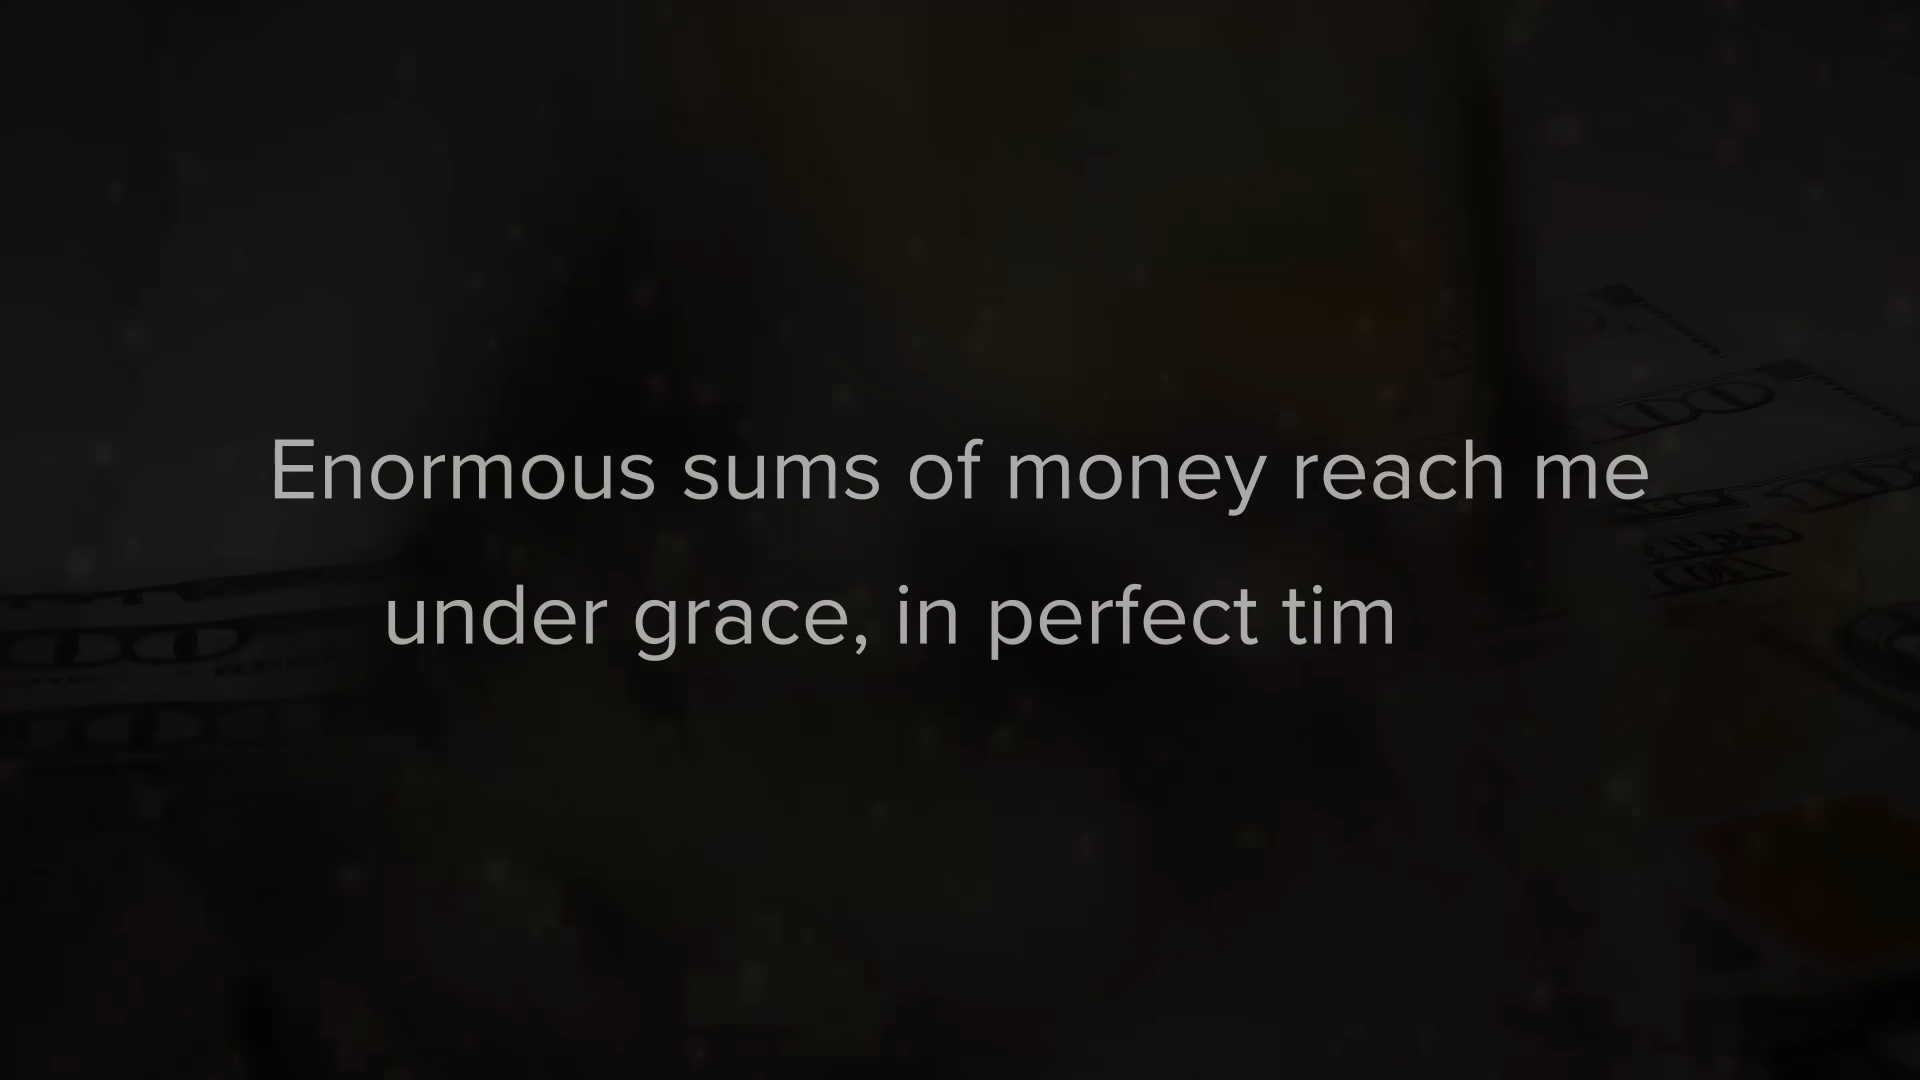 Enormous sums of money reach me
under grace, in perfect tim